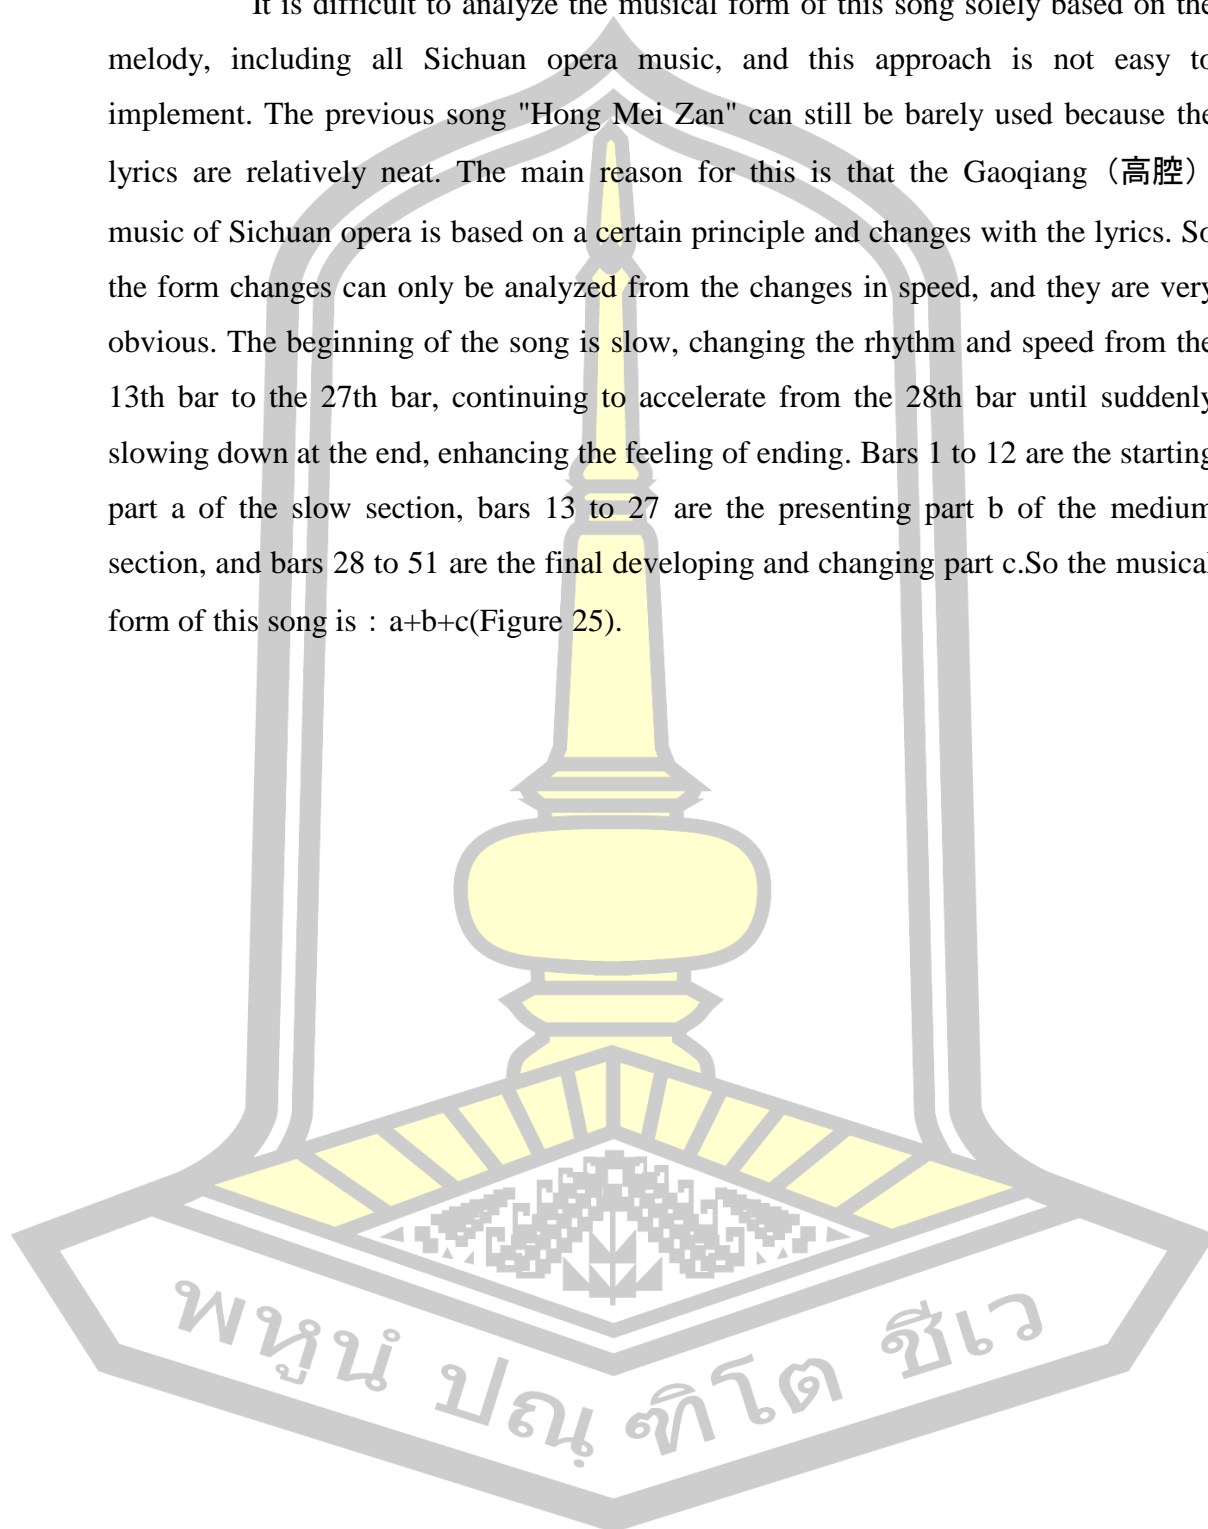 It is difficult to analyze the musical form of this song solely based on the
melody, including all Sichuan opera music, and this approach is not easy to
implement. The previous song "Hong Mei Zan" can still be barely used because the
lyrics are relatively neat. The main reason for this is that the Gaoqiang（高腔）
music of Sichuan opera is based on a certain principle and changes with the lyrics. So
the form changes can only be analyzed from the changes in speed, and they are very
obvious. The beginning of the song is slow, changing the rhythm and speed from the
13th bar to the 27th bar, continuing to accelerate from the 28th bar until suddenly
slowing down at the end, enhancing the feeling of ending. Bars 1 to 12 are the starting
part a of the slow section, bars 13 to 27 are the presenting part b of the medium
section, and bars 28 to 51 are the final developing and changing part c.So the musical
form of this song is：a+b+c(Figure 25).
พหูนํ ปณฺ ฑิโต ชีเว